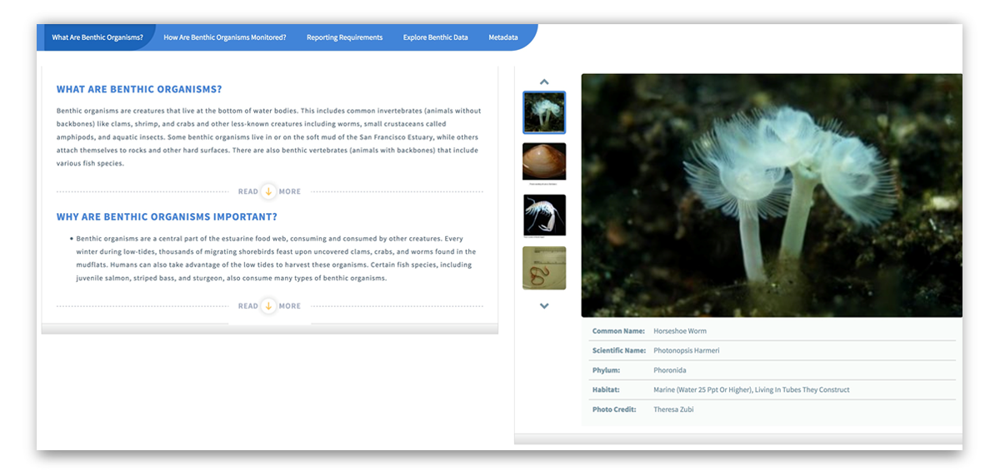 What Are Benthic Organisms?
How Are Benthic Organisms Monitored?
Reporting Requirements
Explore Benthic Data
Metadata
WHAT ARE BENTHIC ORGANISMS?
Benthic organisms are creatures that live at the bottom of water bodies. This includes common invertebrates (animals without
backbones) like clams, shrimp, and crabs and other less-known creatures including worms, small crustaceans called
amphipods, and aquatic insects. Some benthic organisms live in or on the soft mud of the San Francisco Estuary, while others
attach themselves to rocks and other hard surfaces. There are also benthic vertebrates (animals with backbones) that include
various fish species.
READ MORE
WHY ARE BENTHIC ORGANISMS IMPORTANT?
• Benthic organisms are a central part of the estuarine food web, consuming and consumed by other creatures. Every
winter during low-tides, thousands of migrating shorebirds feast upon uncovered clams, crabs, and worms found in the
mudflats. Humans can also take advantage of the low tides to harvest these organisms. Certain fish species, including
juvenile salmon, striped bass, and sturgeon, also consume many types of benthic organisms.
READ MORE
Common Name: Horseshoe Worm
Scientific Name: Photonopsis Harmeri
Phylum: Phoronida
Habitat: Marine (Water 25 Ppt Or Higher), Living In Tubes They Construct
Photo Credit: Theresa Zubi